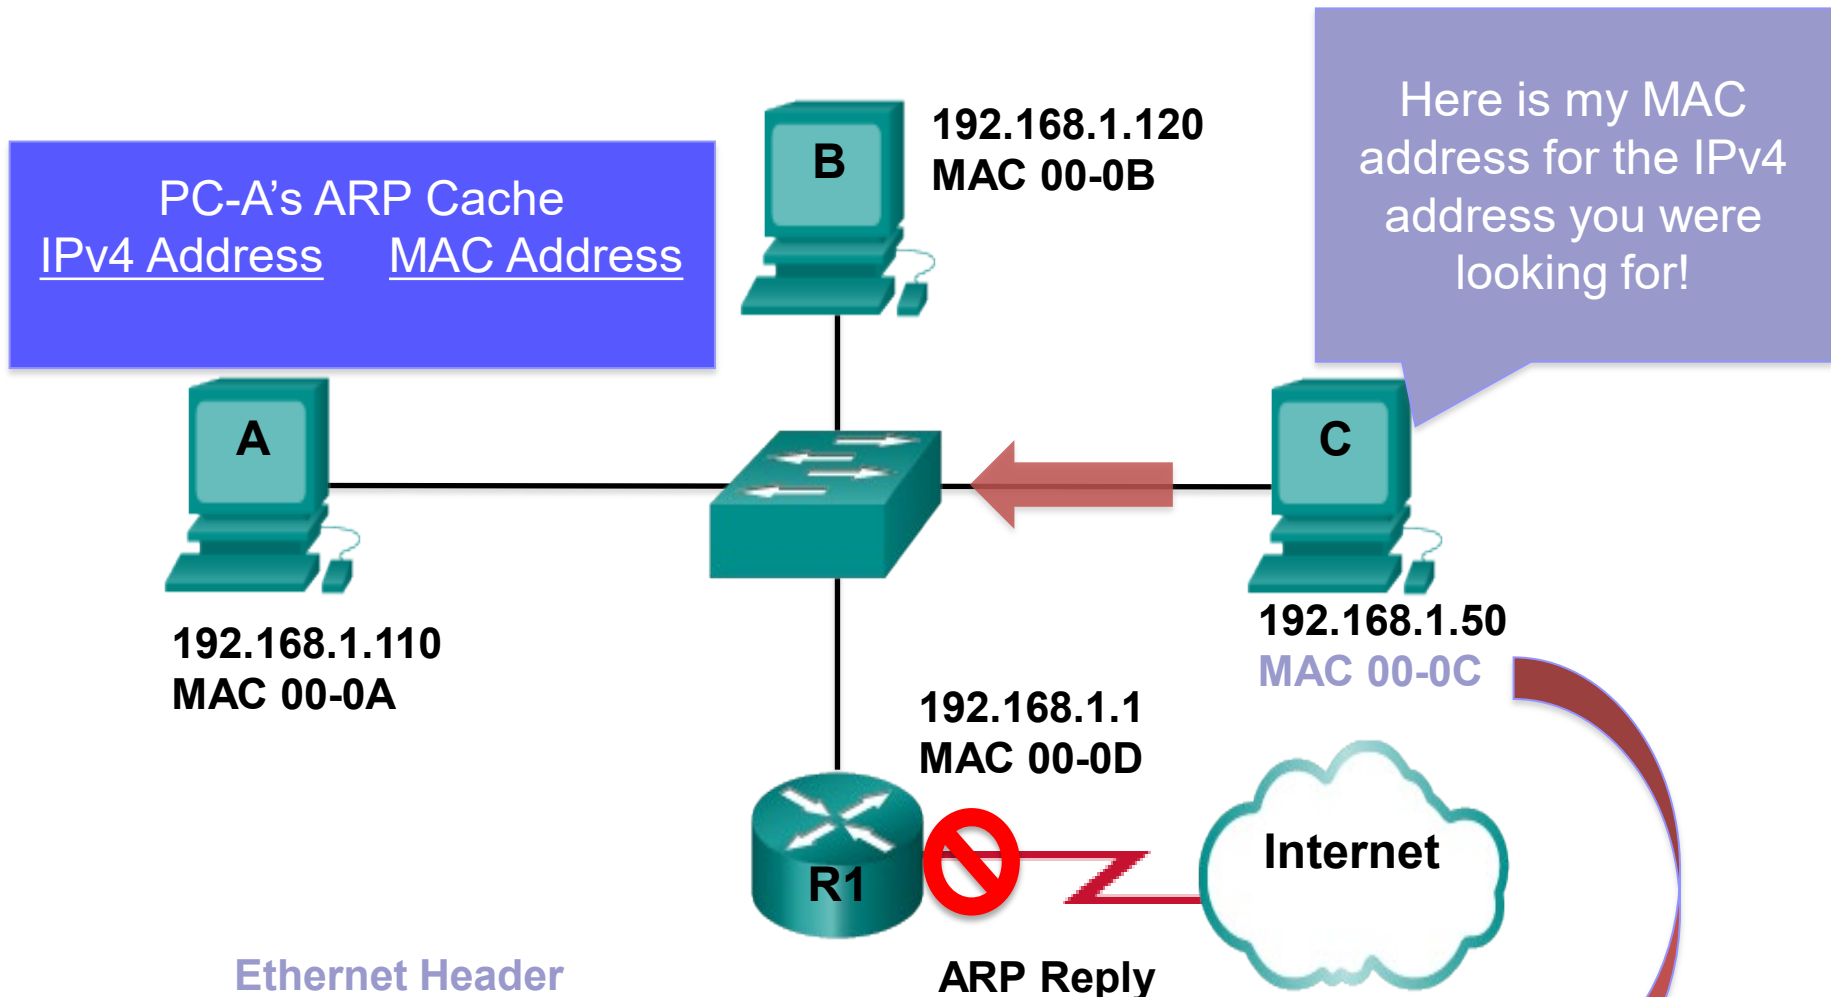 PC-A’s ARP Cache
IPv4 Address MAC Address
B
192.168.1.120
MAC 00-0B
Here is my MAC
address for the IPv4
address you were
looking for!
A
192.168.1.110
MAC 00-0A
C
192.168.1.50
MAC 00-0C
192.168.1.1
MAC 00-0D
R1
Internet
Ethernet Header
ARP Reply